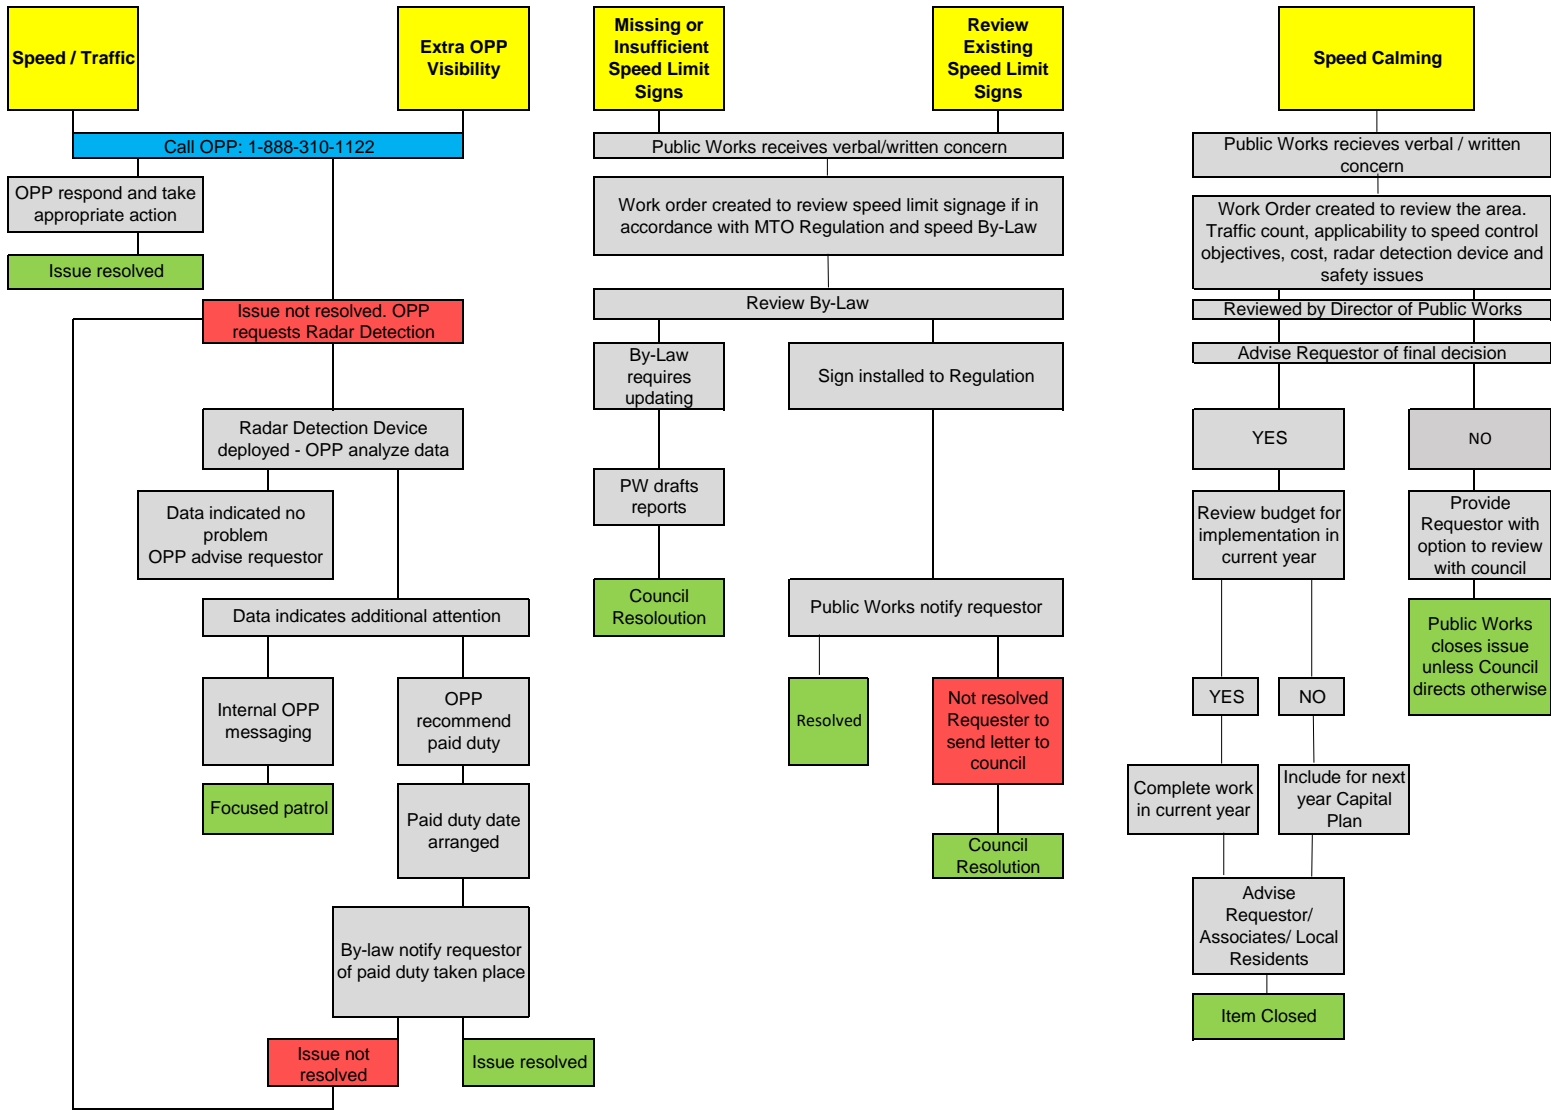 Speed / Traffic
Extra OPP
Visibility
Call OPP: 1-888-310-1122
OPP respond and take
appropriate action
Issue resolved
Issue not resolved. OPP
requests Radar Detection
Radar Detection Device
deployed - OPP analyze data
Data indicated no
problem
OPP advise requestor
Data indicates additional attention
Internal OPP
messaging
Focused patrol
OPP
recommend
paid duty
Paid duty date
arranged
By-law notify requestor
of paid duty taken place
Issue not
resolved
Issue resolved
Missing or
Insufficient
Speed Limit
Signs
Review
Existing
Speed Limit
Signs
Public Works receives verbal/written concern
Work order created to review speed limit signage if in
accordance with MTO Regulation and speed By-Law
Review By-Law
By-Law
requires
updating
PW drafts
reports
Council
Resoloution
Sign installed to Regulation
Public Works notify requestor
Resolved
Not resolved
Requester to
send letter to
council
Council
Resolution
Speed Calming
Public Works recieves verbal / written
concern
Work Order created to review the area.
Traffic count, applicability to speed control
objectives, cost, radar detection device and
safety issues
Reviewed by Director of Public Works
Advise Requestor of final decision
YES
Review budget for
implementation in
current year
YES
NO
Complete work
in current year
Include for next
year Capital
Plan
Advise
Requestor/
Associates/ Local
Residents
Item Closed
NO
Provide
Requestor with
option to review
with council
Public Works
closes issue
unless Council
directs otherwise